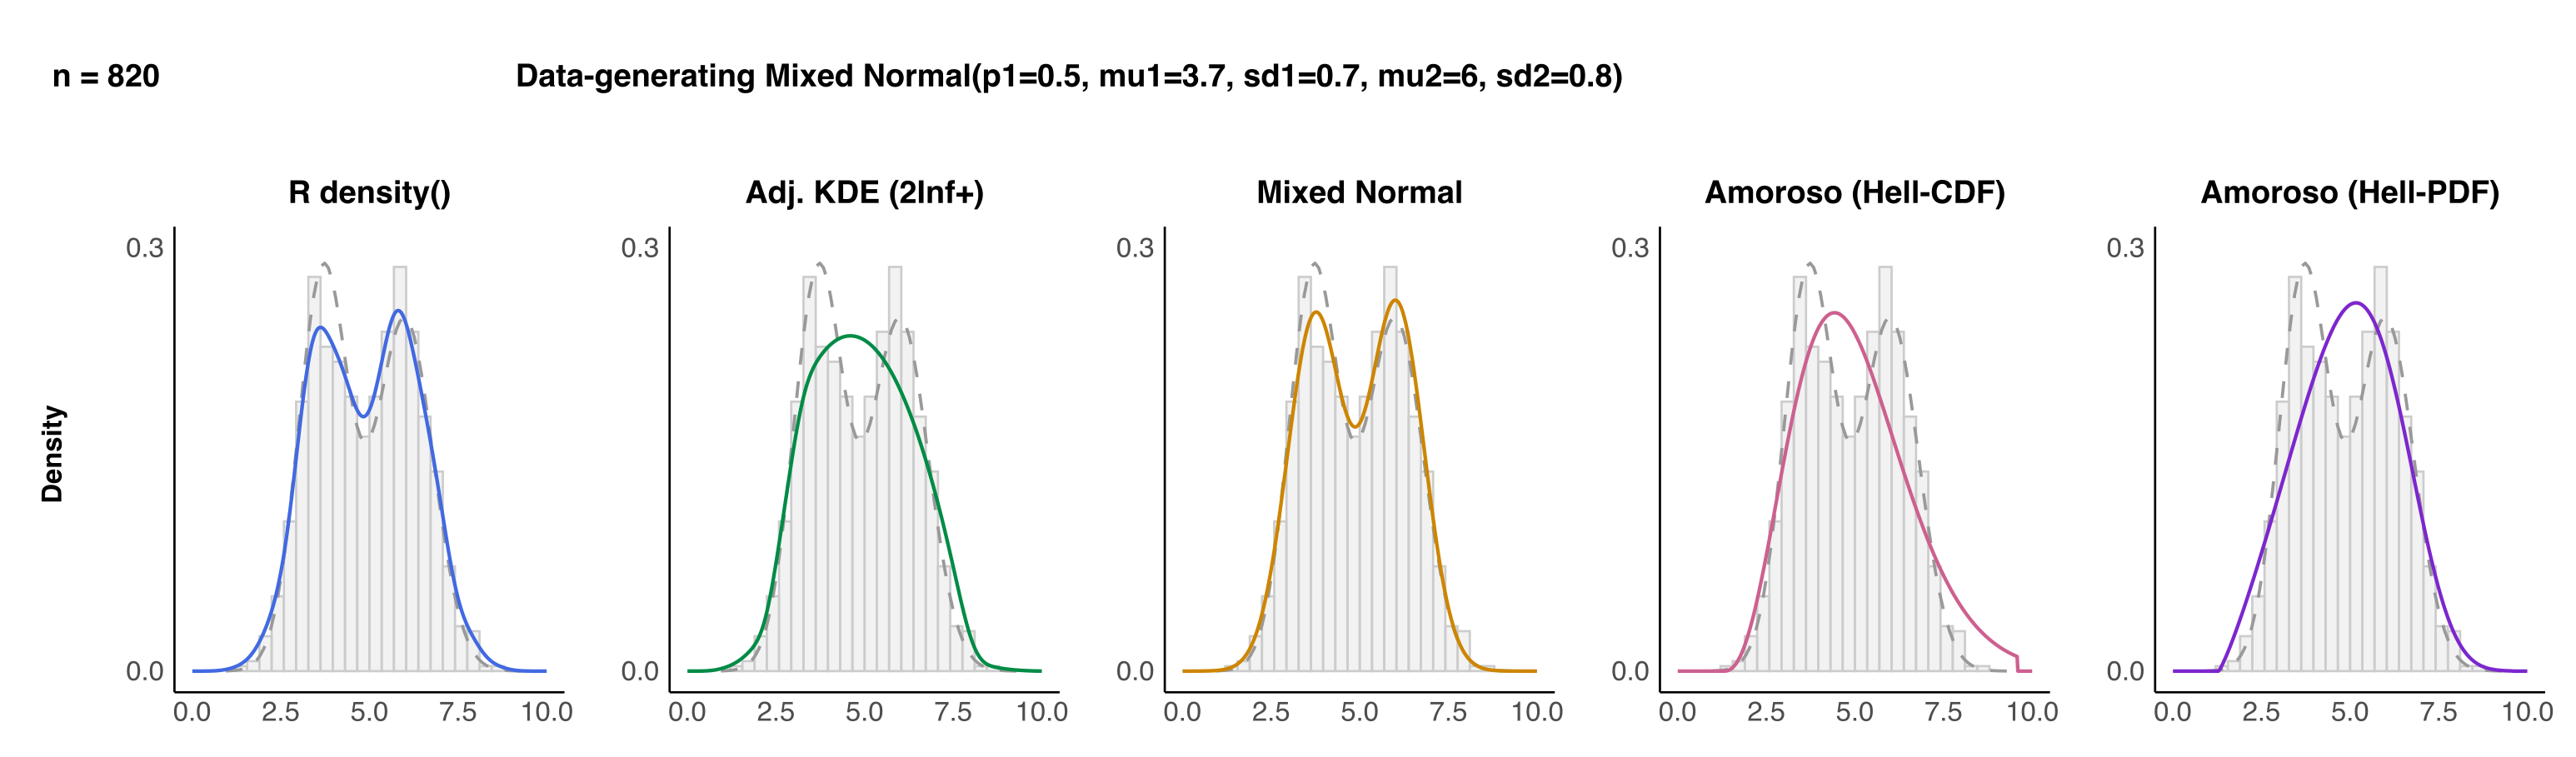 n = 820
Data-generating Mixed Normal(p1=0.5, mu1=3.7, sd1=0.7, mu2=6, sd2=0.8)
R density()
Adj. KDE (2Inf+)
Mixed Normal
Amoroso (Hell-CDF)
Amoroso (Hell-PDF)
Density
0.3
0.0
0.0 2.5 5.0 7.5 10.0
0.3
0.0
0.0 2.5 5.0 7.5 10.0
0.3
0.0
0.0 2.5 5.0 7.5 10.0
0.3
0.0
0.0 2.5 5.0 7.5 10.0
0.3
0.0
0.0 2.5 5.0 7.5 10.0